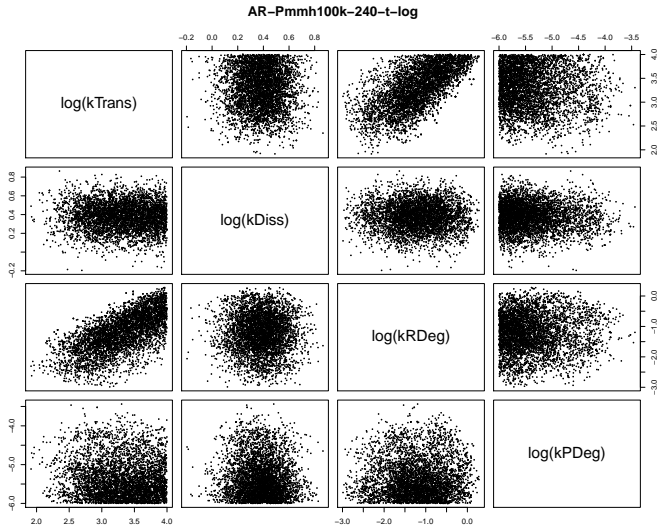 AR−Pmmh100k−240−t−log
−0.2 0.0 0.2 0.4 0.6 0.8
−6.0 −5.5 −5.0 −4.5 −4.0 −3.5
log(kTrans)
2.0 2.5 3.0 3.5 4.0
−0.2 0.2 0.4 0.6 0.8
log(kDiss)
log(kRDeg)
−3.0 −2.0 −1.0 0.0
−6.0 −5.0 −4.0
log(kPDeg)
2.0 2.5 3.0 3.5 4.0
−3.0 −2.0 −1.0 0.0